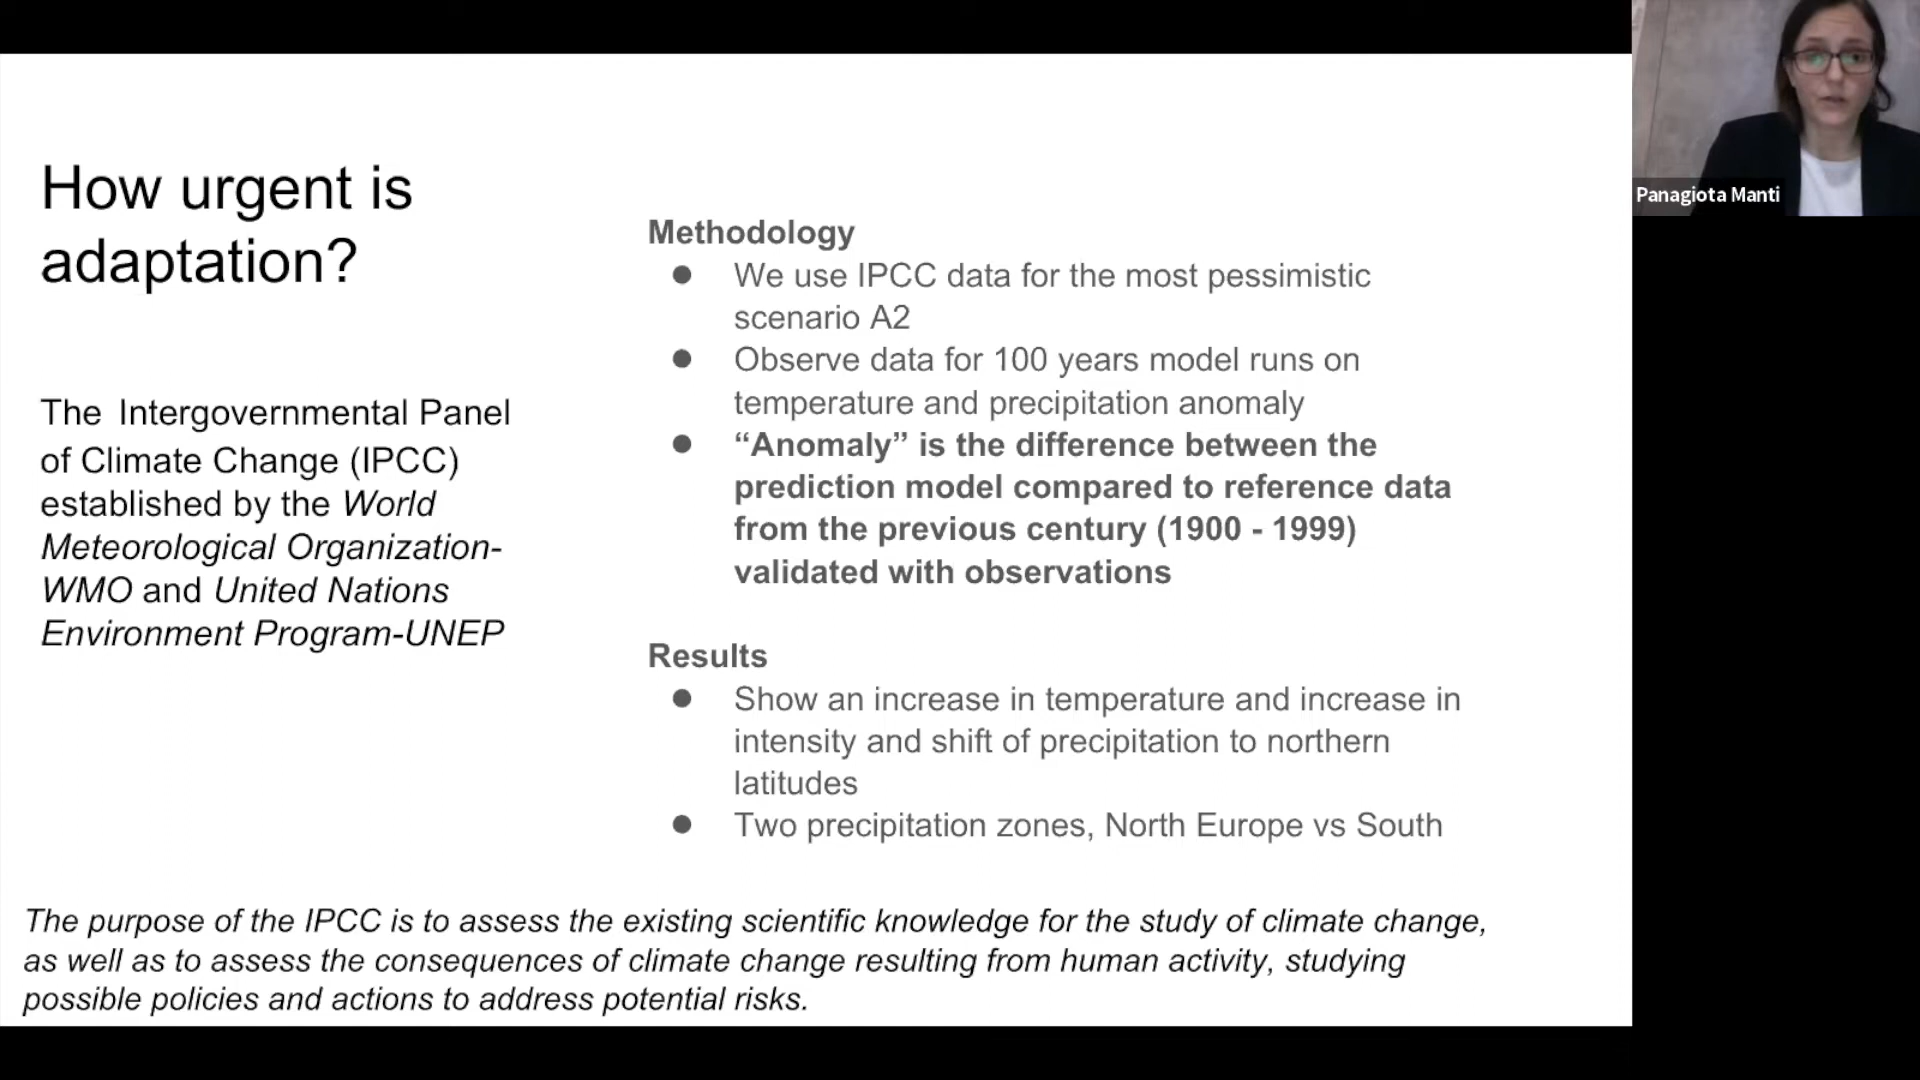 How urgent is
adaptation?
The Intergovernmental Panel
of Climate Change (IPCC)
established by the World
Meteorological Organization-
WMO and United Nations
Environment Program-UNEP
Methodology
● We use IPCC data for the most pessimistic
scenario A2
● Observe data for 100 years model runs on
temperature and precipitation anomaly
● “Anomaly” is the difference between the
prediction model compared to reference data
from the previous century (1900 - 1999)
validated with observations
Results
● Show an increase in temperature and increase in
intensity and shift of precipitation to northern
latitudes
● Two precipitation zones, North Europe vs South
The purpose of the IPCC is to assess the existing scientific knowledge for the study of climate change,
as well as to assess the consequences of climate change resulting from human activity, studying
possible policies and actions to address potential risks.
Panagiota Manti